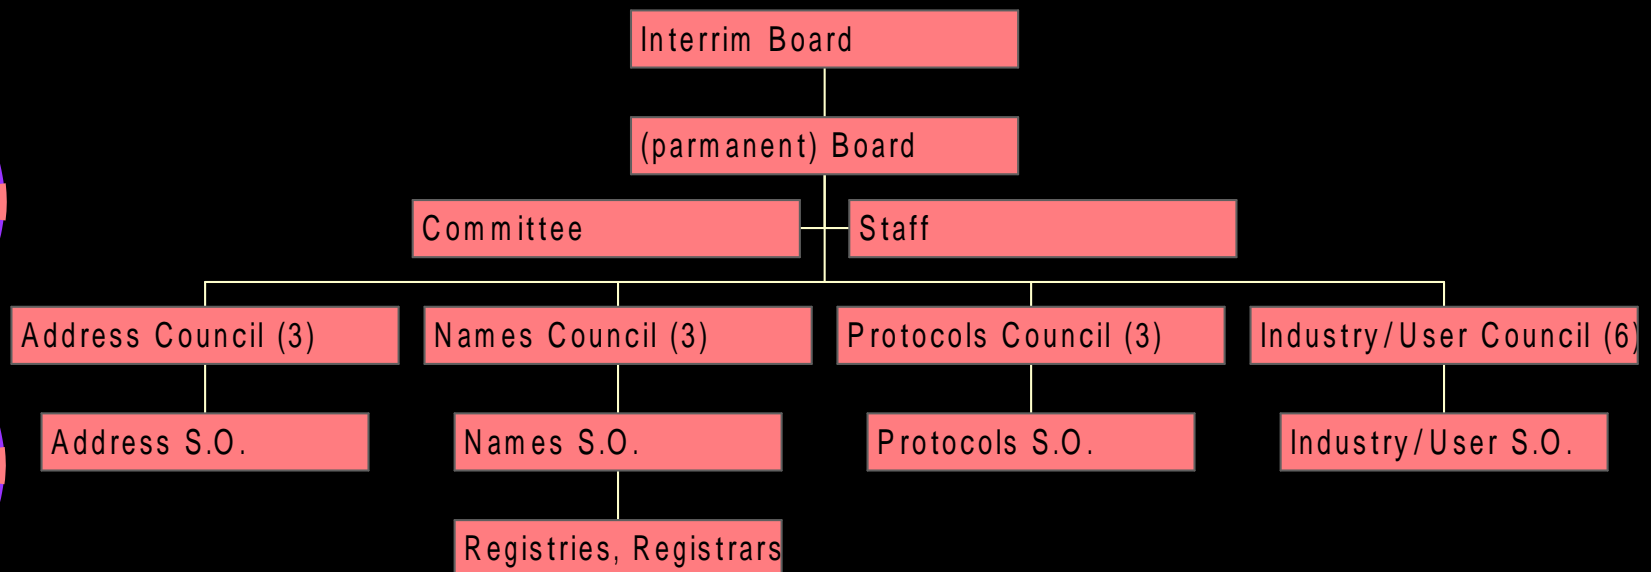 Interrim Board
(parmanent) Board
Committee
Staff
Address Council (3)
Names Council (3)
Protocols Council (3)
Industry/User Council (6)
Address S.O.
Names S.O.
Protocols S.O.
Industry/User S.O.
Registries, Registrars